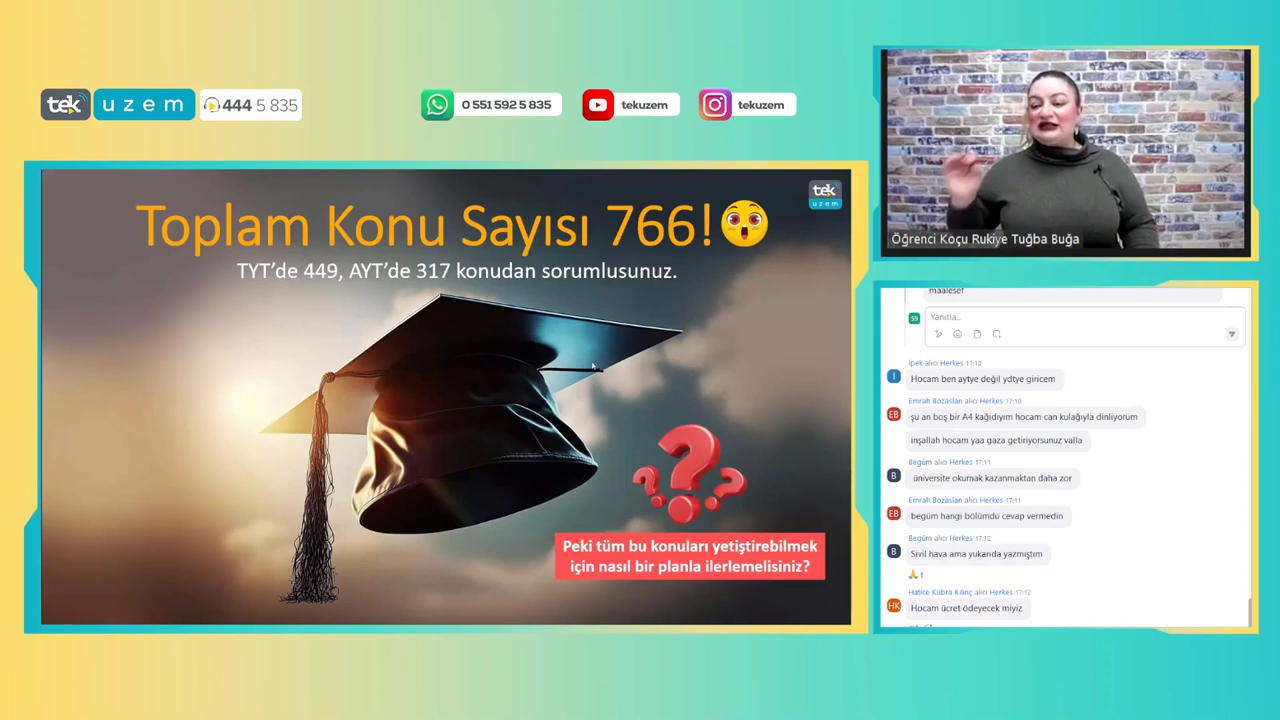 tek
uzem
444 5 835
0 551 592 5 835
tekuzem
tekuzem
tek
uzem
Toplam Konu Sayısı 766!
TYT'de 449, AYT'de 317 konudan sorumlusunuz.
Peki tüm bu konuları yetiştirebilmek
için nasıl bir planla ilerlemelisiniz?
Öğrenci Koçu Rukiye Tuğba Buğa
maalesef
S9
Yanıtla...
İpek alıcı Herkes 17:10
I
Hocam ben aytye değil ydtye giricem
Emrah Bozaslan alıcı Herkes 17:10
EB
şu an boş bir A4 kağıdıyım hocam can kulağıyla dinliyorum
inşallah hocam yaa gaza getiriyorsunuz valla
Begüm alıcı Herkes 17:11
B
üniversite okumak kazanmaktan daha zor
Emrah Bozaslan alıcı Herkes 17:11
EB
begüm hangi bölümdü cevap vermedin
Begüm alıcı Herkes 17:12
B
Sivil hava ama yukarıda yazmıştım
1
Hatice Kübra Kılınç alıcı Herkes 17:12
HK
Hocam ücret ödeyecek miyiz